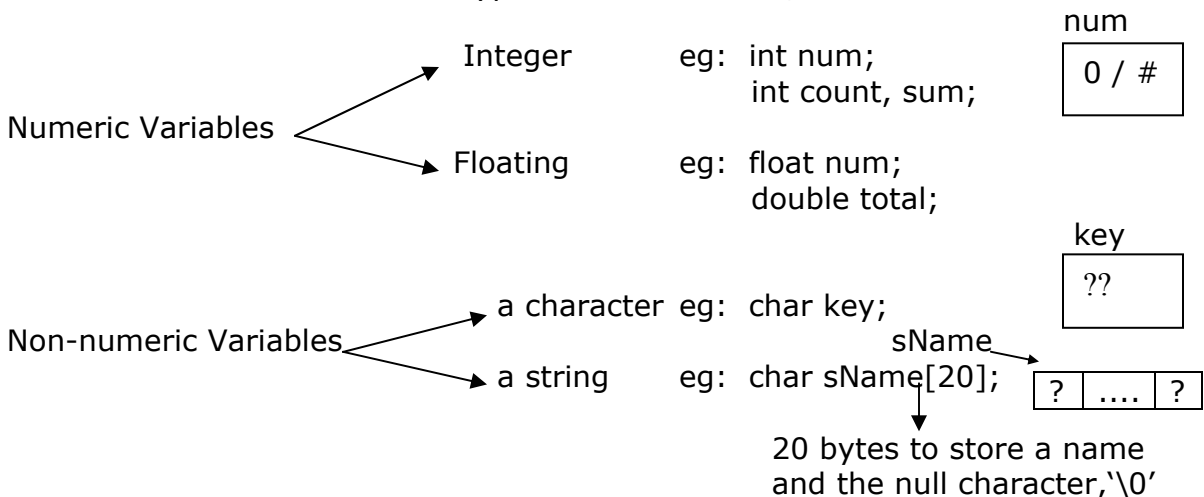 num
Integer eg: int num; 0 / #
int count, sum;
Numeric Variables
Floating eg: float num;
double total;
key
??
a character eg: char key;
Non-numeric Variables sName
a string eg: char sName[20]; ? .... ?
20 bytes to store a name
and the null character,‘\0’